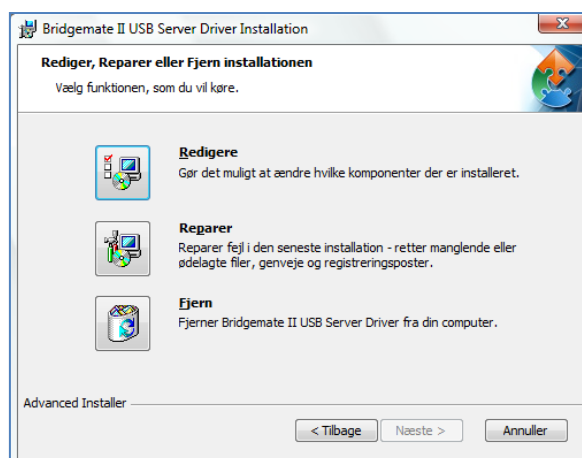 Bridgemate II USB Server Driver Installation
Rediger, Reparer eller Fjern installationen
Vælg funktionen, som du vil køre.
Redigere
Gør det muligt at ændre hvilke komponenter der er installeret.
Reparer
Reparer fejl i den seneste installation - retter manglende eller
ødelagte filer, genveje og registreringsposter.
Fjern
Fjerner Bridgemate II USB Server Driver fra din computer.
Advanced Installer
< Tilbage
Næste >
Annuller